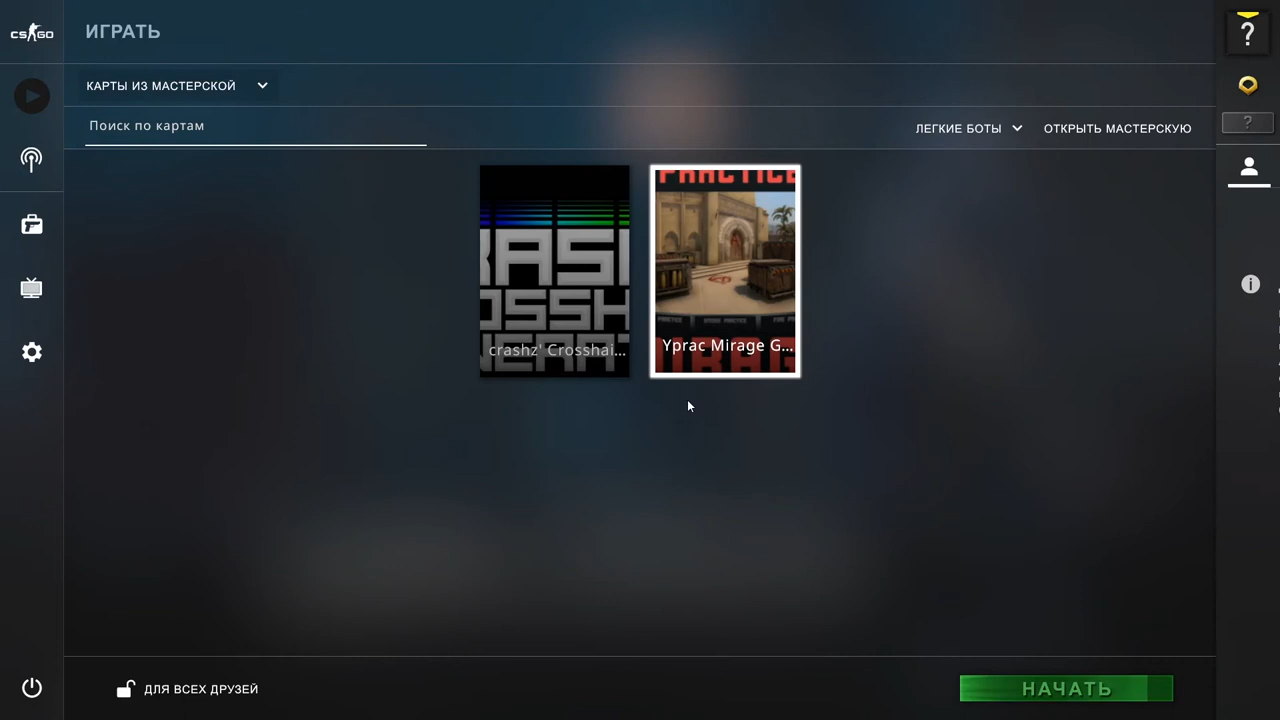 CS GO
ИГРАТЬ
?
КАРТЫ ИЗ МАСТЕРСКОЙ
?
Поиск по картам
ЛЕГКИЕ БОТЫ
ОТКРЫТЬ МАСТЕРСКУЮ
PRACTICE
crashz' Crosshai...
Yprac Mirage G...
ДЛЯ ВСЕХ ДРУЗЕЙ
НАЧАТЬ